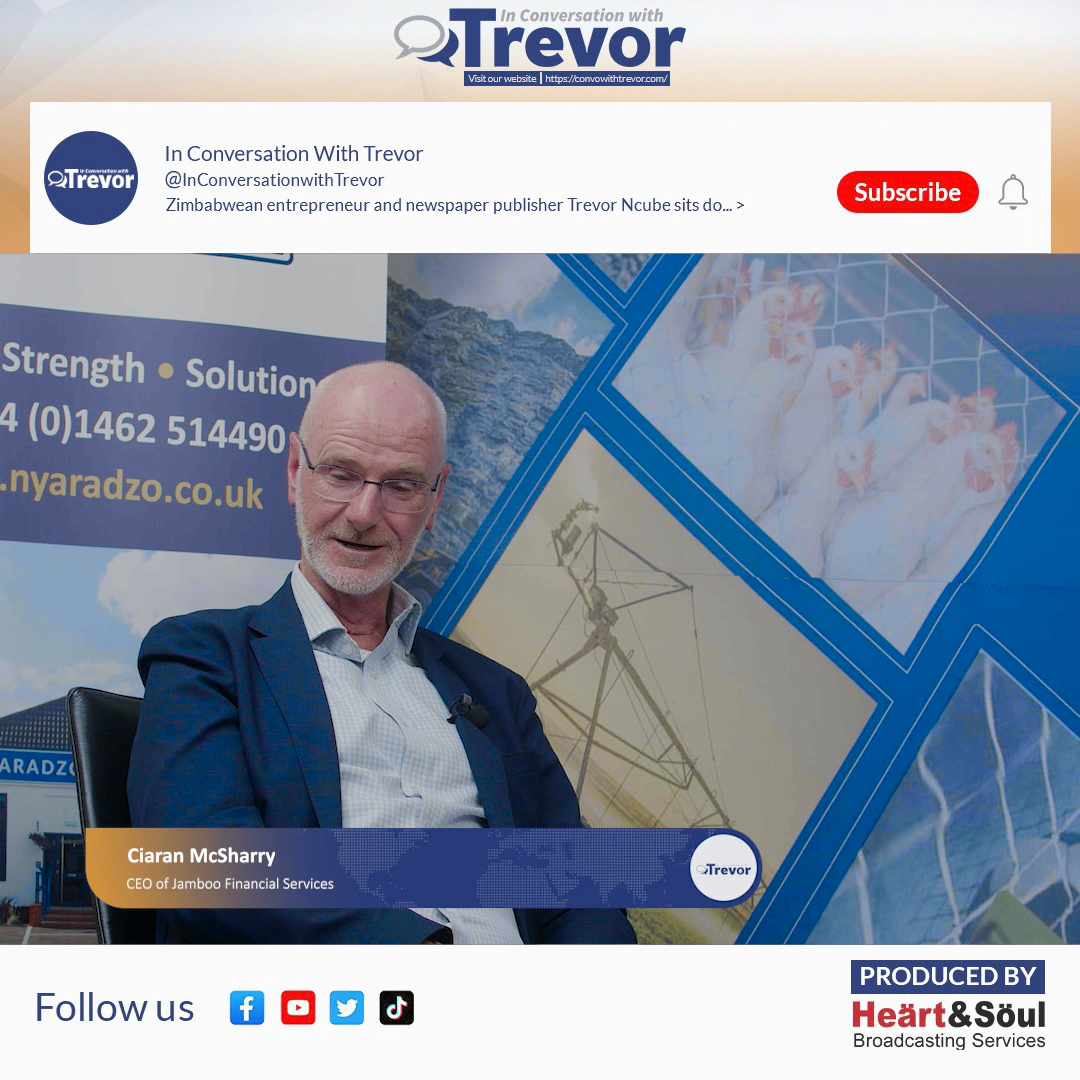 In Conversation with
Trevor
Visit our website | https://convowithtrevor.com/
In Conversation with
Trevor
In Conversation With Trevor
@InConversationwithTrevor
Zimbabwean entrepreneur and newspaper publisher Trevor Ncube sits do... >
Subscribe
Strength • Solution
4 (0)1462 514490
.nyaradzo.co.uk
ARADZO
Ciaran McSharry
CEO of Jamboo Financial Services
Trevor
Follow us
PRODUCED BY
Heärt&Söul
Broadcasting Services